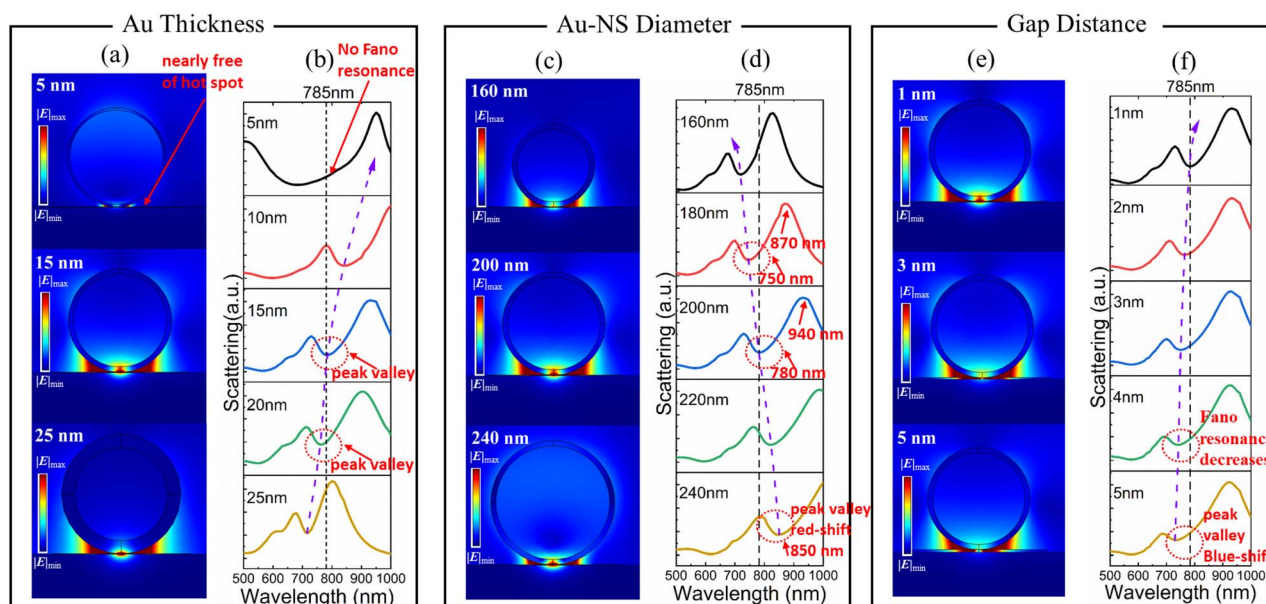 Au Thickness
(a)
nearly free
of hot spot
5 nm
|E|max
|E|min
15 nm
|E|max
|E|min
25 nm
|E|max
|E|min
(b)
No Fano
resonance
785nm
5nm
10nm
15nm
peak valley
20nm
peak valley
25nm
Scattering (a.u.)
500 600 700 800 900 1000
Wavelength (nm)
Au-NS Diameter
(c)
160 nm
|E|max
|E|min
200 nm
|E|max
|E|min
240 nm
|E|max
|E|min
(d)
785nm
160nm
180nm
870 nm
750 nm
200nm
940 nm
780 nm
220nm
240nm
peak valley
red-shift
850 nm
Scattering (a.u.)
500 600 700 800 900 1000
Wavelength (nm)
Gap Distance
(e)
1 nm
|E|max
|E|min
3 nm
|E|max
|E|min
5 nm
|E|max
|E|min
(f)
785nm
1nm
2nm
3nm
4nm
Fano
resonance
decreases
5nm
peak
valley
Blue-shift
Scattering (a.u.)
500 600 700 800 900 1000
Wavelength (nm)